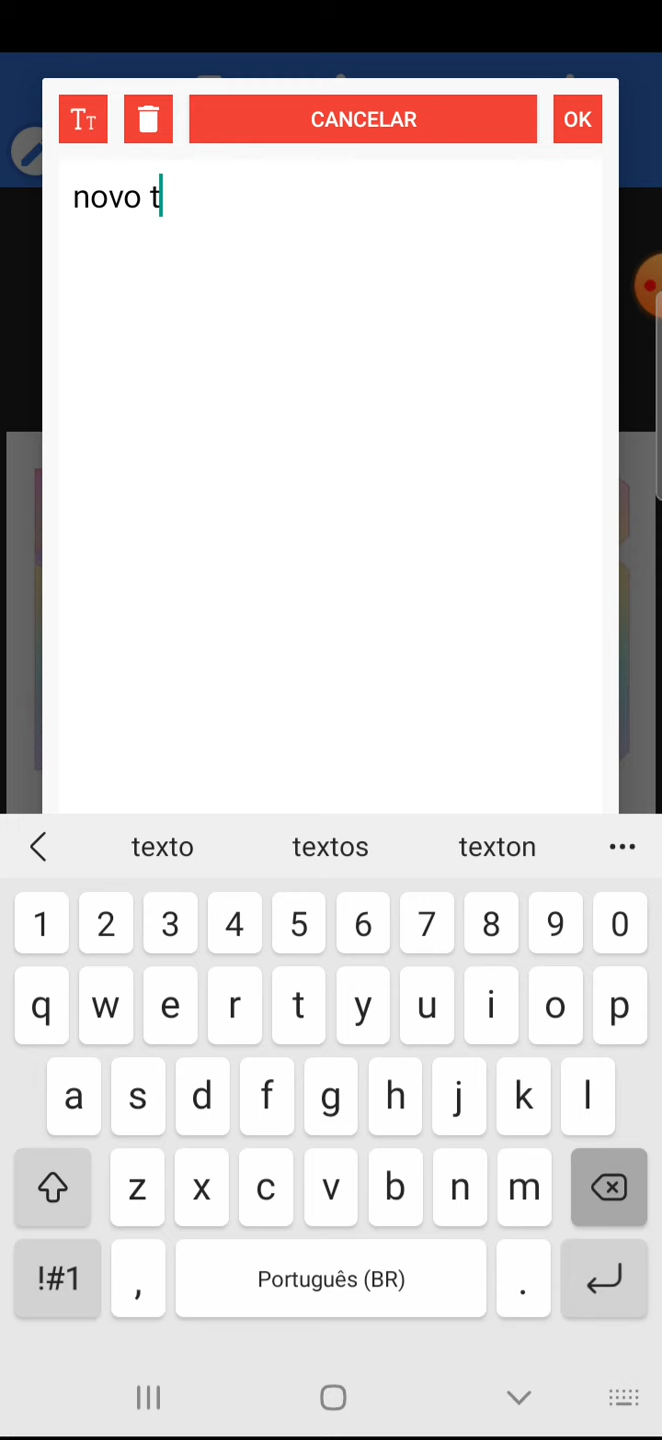 TT
CANCELAR
OK
novo t
texto textos texton ...
1 2 3 4 5 6 7 8 9 0
q w e r t y u i o p
a s d f g h j k l
z x c v b n m
!#1 , Português (BR) .